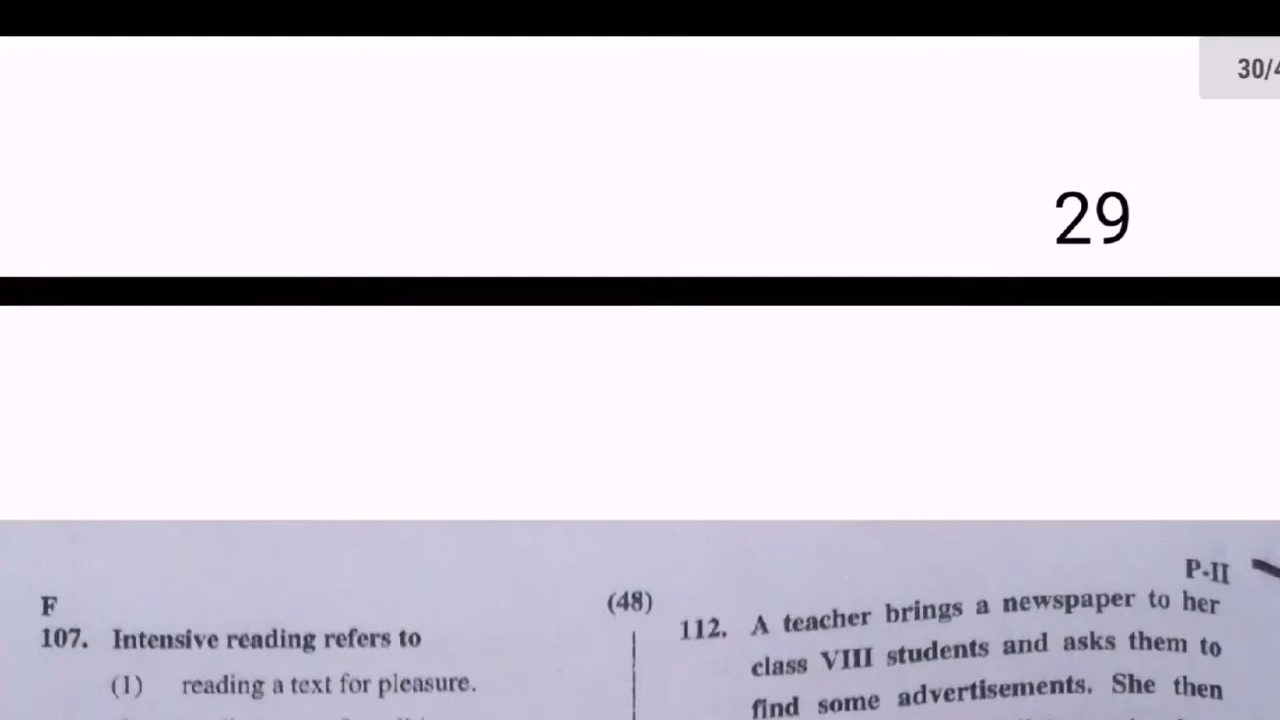 30/4
29
P-II
F
(48)
107. Intensive reading refers to
(1) reading a text for pleasure.
112. A teacher brings a newspaper to her
class VIII students and asks them to
find some advertisements. She then